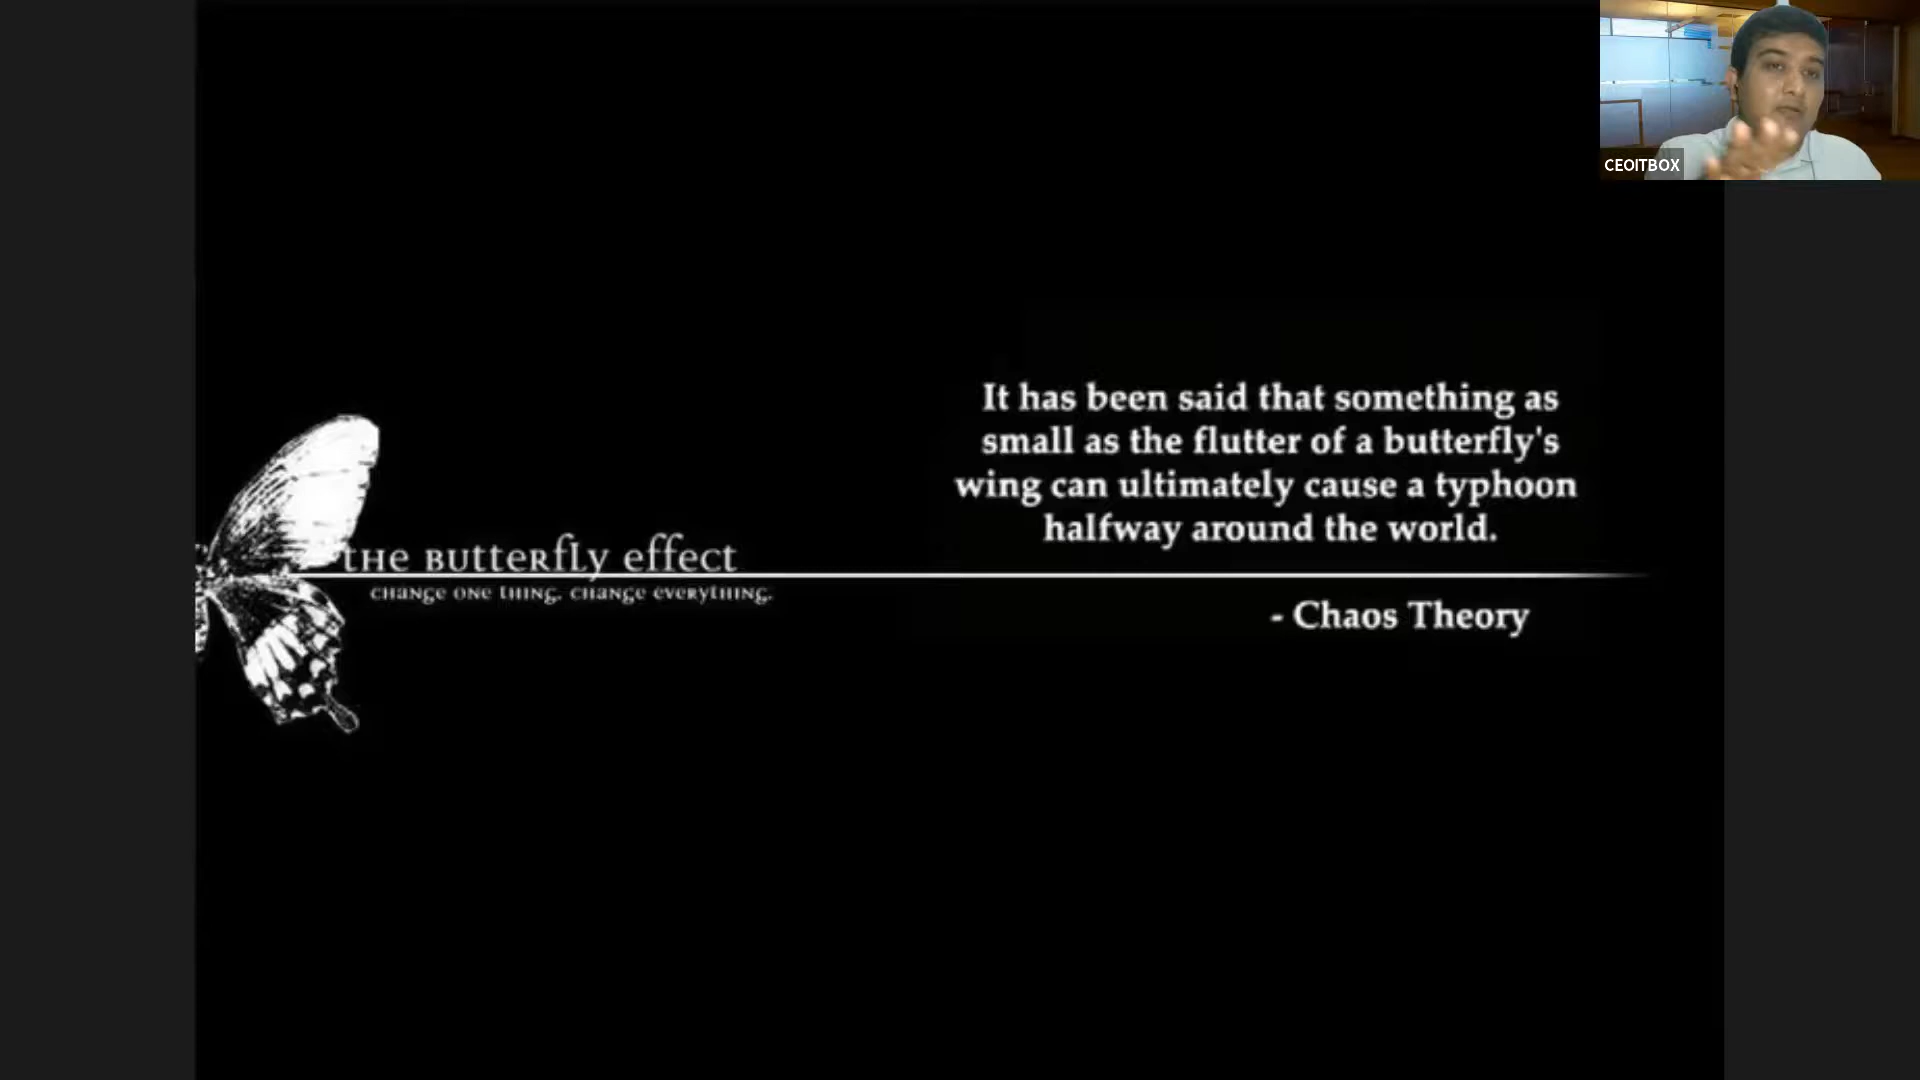 CEOITBOX
It has been said that something as
small as the flutter of a butterfly's
wing can ultimately cause a typhoon
halfway around the world.
the Butterfly effect
change one thing. change everything.
- Chaos Theory